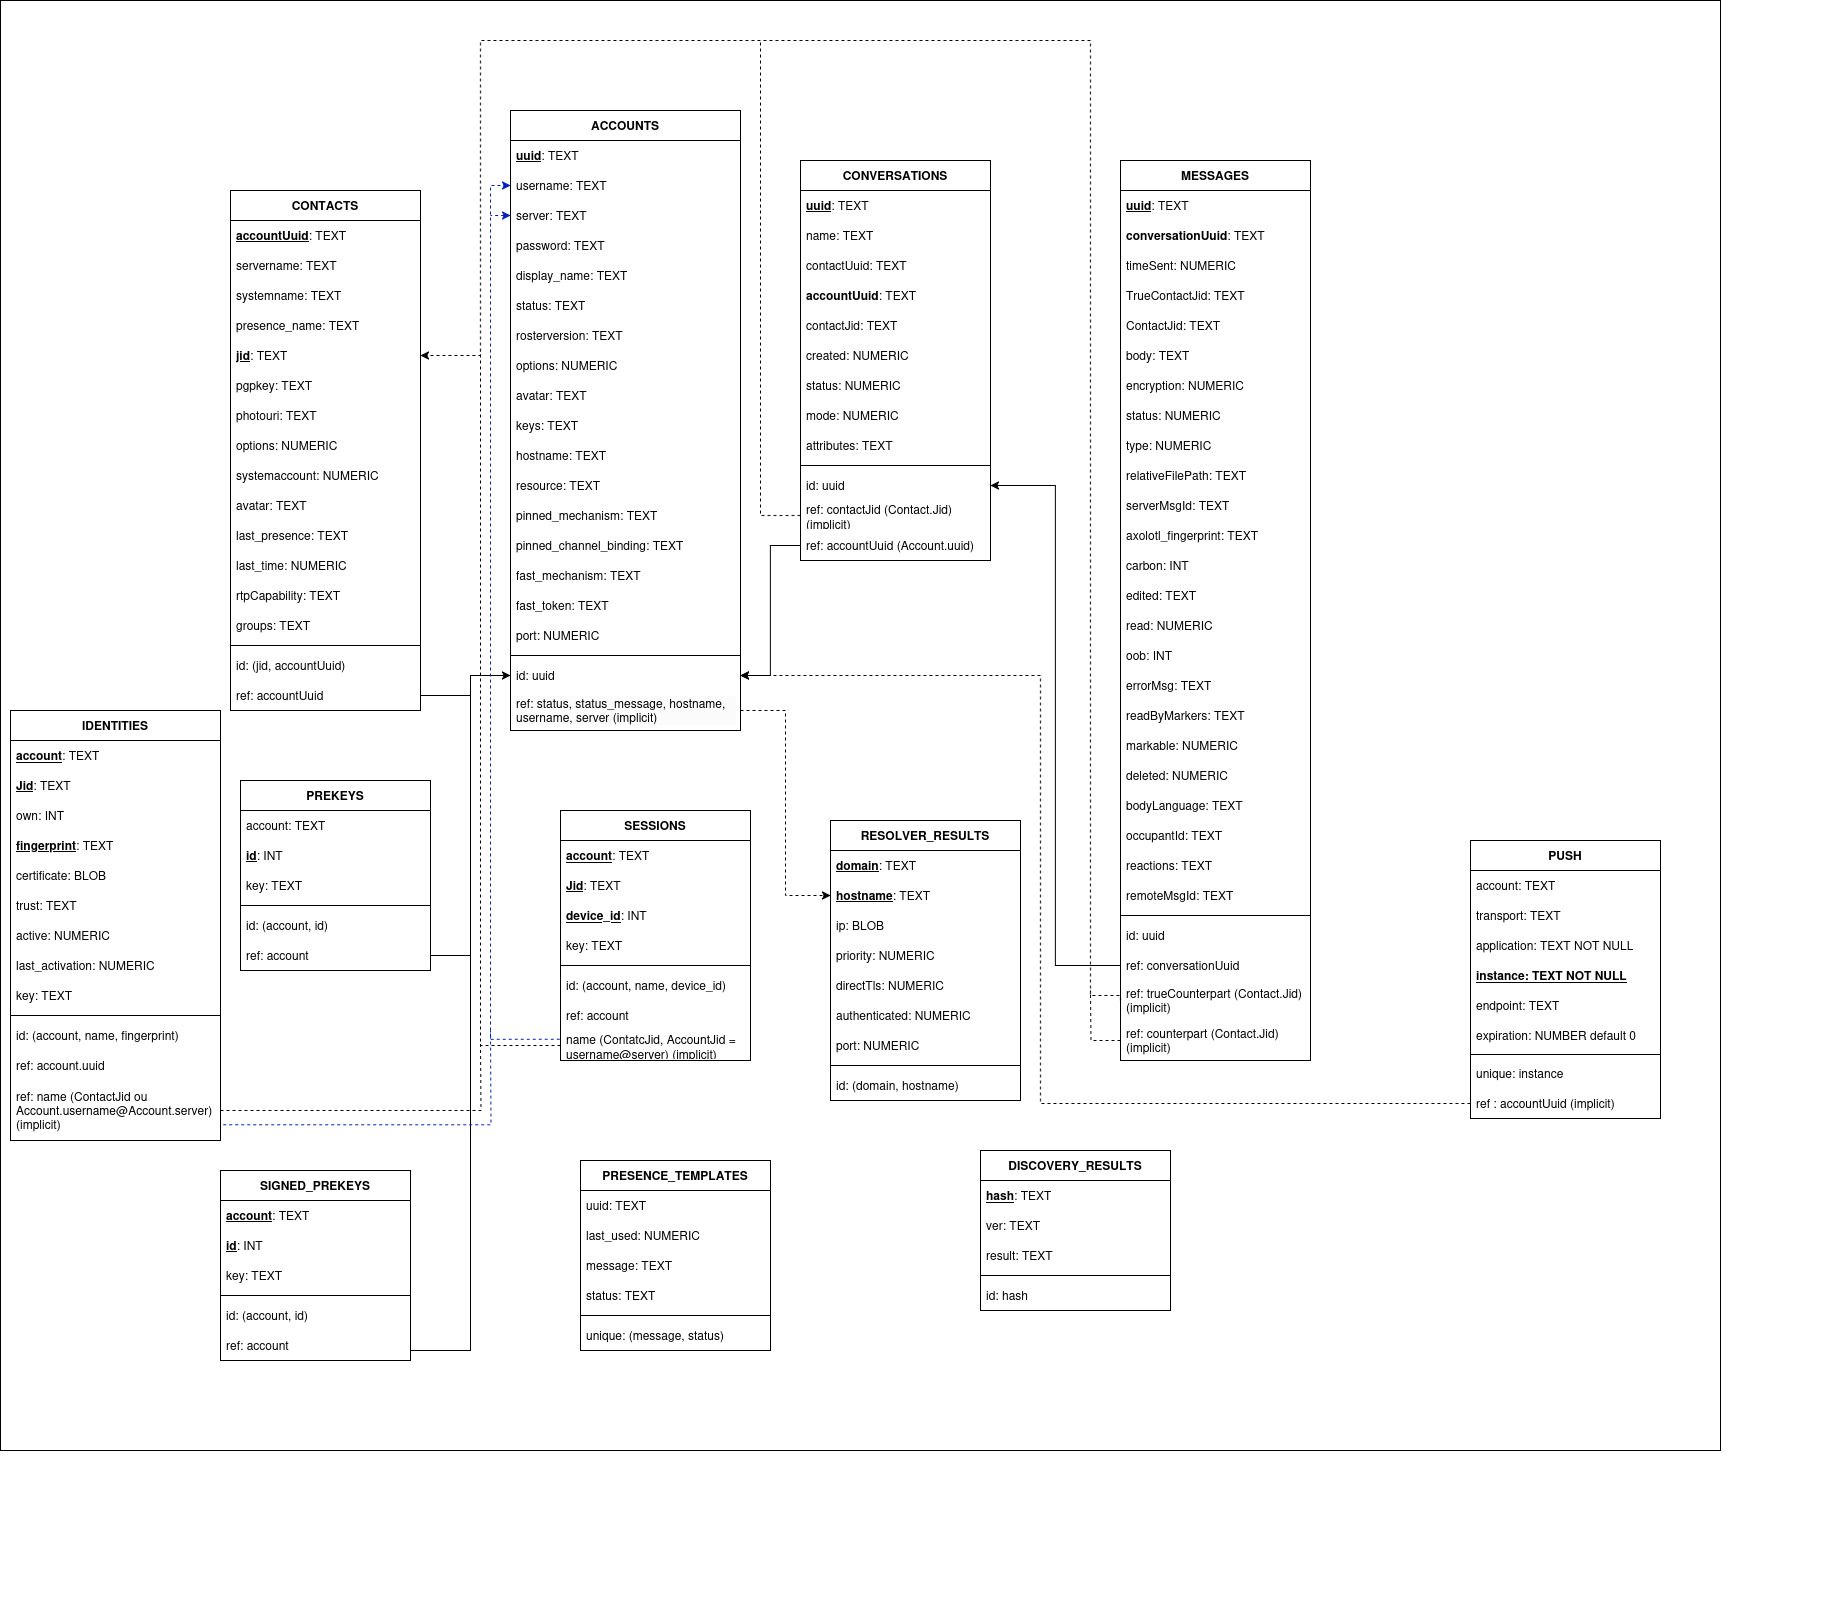 ACCOUNTS
uuid: TEXT
username: TEXT
server: TEXT
password: TEXT
display_name: TEXT
status: TEXT
rosterversion: TEXT
options: NUMERIC
avatar: TEXT
keys: TEXT
hostname: TEXT
resource: TEXT
pinned_mechanism: TEXT
pinned_channel_binding: TEXT
fast_mechanism: TEXT
fast_token: TEXT
port: NUMERIC
id: uuid
ref: status, status_message, hostname,
username, server (implicit)
CONVERSATIONS
uuid: TEXT
name: TEXT
contactUuid: TEXT
accountUuid: TEXT
contactJid: TEXT
created: NUMERIC
status: NUMERIC
mode: NUMERIC
attributes: TEXT
id: uuid
ref: contactJid (Contact.Jid)
(implicit)
ref: accountUuid (Account.uuid)
MESSAGES
uuid: TEXT
conversationUuid: TEXT
timeSent: NUMERIC
TrueContactJid: TEXT
ContactJid: TEXT
body: TEXT
encryption: NUMERIC
status: NUMERIC
type: NUMERIC
relativeFilePath: TEXT
serverMsgId: TEXT
axolotl_fingerprint: TEXT
carbon: INT
edited: TEXT
read: NUMERIC
oob: INT
errorMsg: TEXT
readByMarkers: TEXT
markable: NUMERIC
deleted: NUMERIC
bodyLanguage: TEXT
occupantId: TEXT
reactions: TEXT
remoteMsgId: TEXT
id: uuid
ref: conversationUuid
ref: trueCounterpart (Contact.Jid)
(implicit)
ref: counterpart (Contact.Jid)
(implicit)
CONTACTS
accountUuid: TEXT
servername: TEXT
systemname: TEXT
presence_name: TEXT
jid: TEXT
pgpkey: TEXT
photouri: TEXT
options: NUMERIC
systemaccount: NUMERIC
avatar: TEXT
last_presence: TEXT
last_time: NUMERIC
rtpCapability: TEXT
groups: TEXT
id: (jid, accountUuid)
ref: accountUuid
IDENTITIES
account: TEXT
Jid: TEXT
own: INT
fingerprint: TEXT
certificate: BLOB
trust: TEXT
active: NUMERIC
last_activation: NUMERIC
key: TEXT
id: (account, name, fingerprint)
ref: account.uuid
ref: name (ContactJid ou
Account.username@Account.server)
(implicit)
PREKEYS
account: TEXT
id: INT
key: TEXT
id: (account, id)
ref: account
SESSIONS
account: TEXT
Jid: TEXT
device_id: INT
key: TEXT
id: (account, name, device_id)
ref: account
name (ContatcJid, AccountJid =
username@server) (implicit)
RESOLVER_RESULTS
domain: TEXT
hostname: TEXT
ip: BLOB
priority: NUMERIC
directTls: NUMERIC
authenticated: NUMERIC
port: NUMERIC
id: (domain, hostname)
PUSH
account: TEXT
transport: TEXT
application: TEXT NOT NULL
instance: TEXT NOT NULL
endpoint: TEXT
expiration: NUMBER default 0
unique: instance
ref : accountUuid (implicit)
SIGNED_PREKEYS
account: TEXT
id: INT
key: TEXT
id: (account, id)
ref: account
PRESENCE_TEMPLATES
uuid: TEXT
last_used: NUMERIC
message: TEXT
status: TEXT
unique: (message, status)
DISCOVERY_RESULTS
hash: TEXT
ver: TEXT
result: TEXT
id: hash